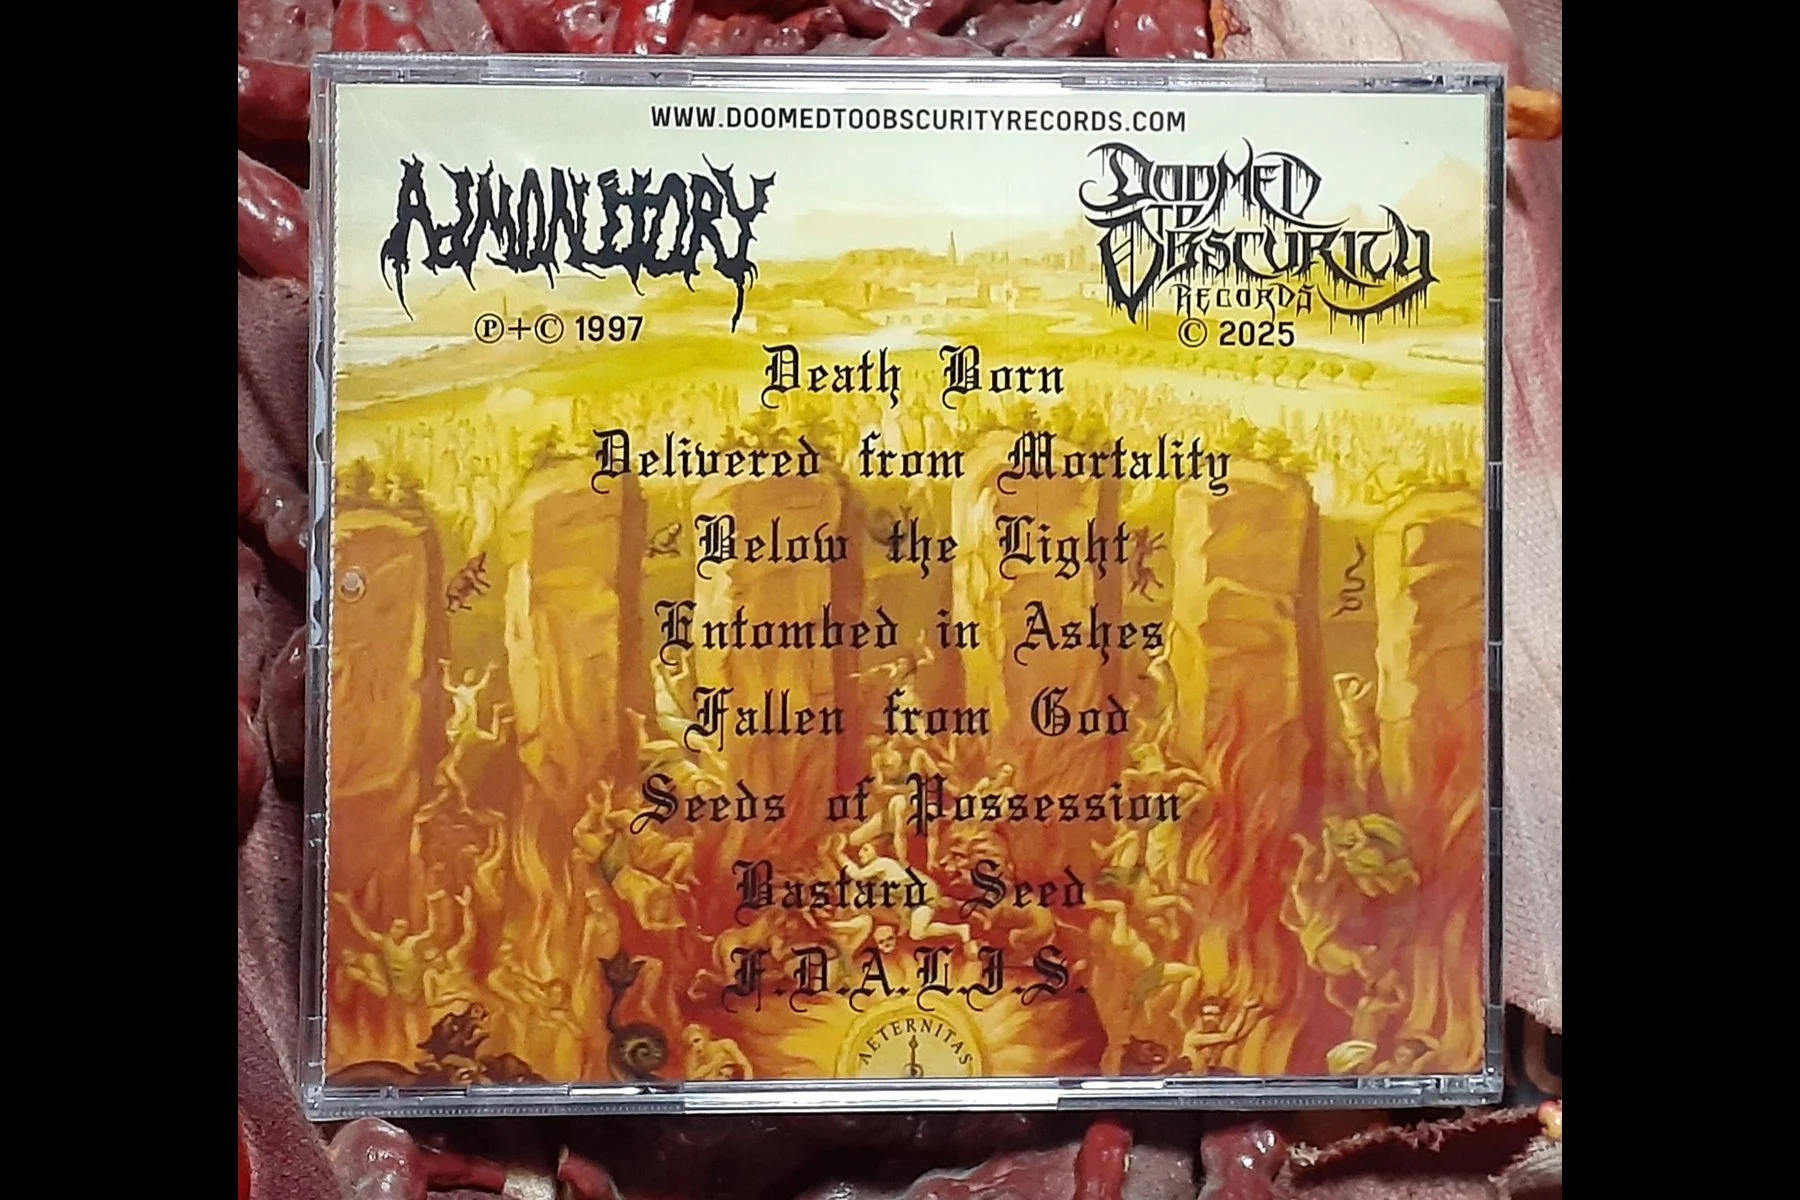 WWW.DOOMEDTOOBSCURITYRECORDS.COM
ADMONITORY
℗+© 1997
DOOMED
TO
OBSCURITY
RECORDS
© 2025
Death Born
Delivered from Mortality
Below the Light
Entombed in Ashes
Fallen from God
Seeds of Possession
Bastard Seed
F.D.A.L.I.S.
AETERNITAS